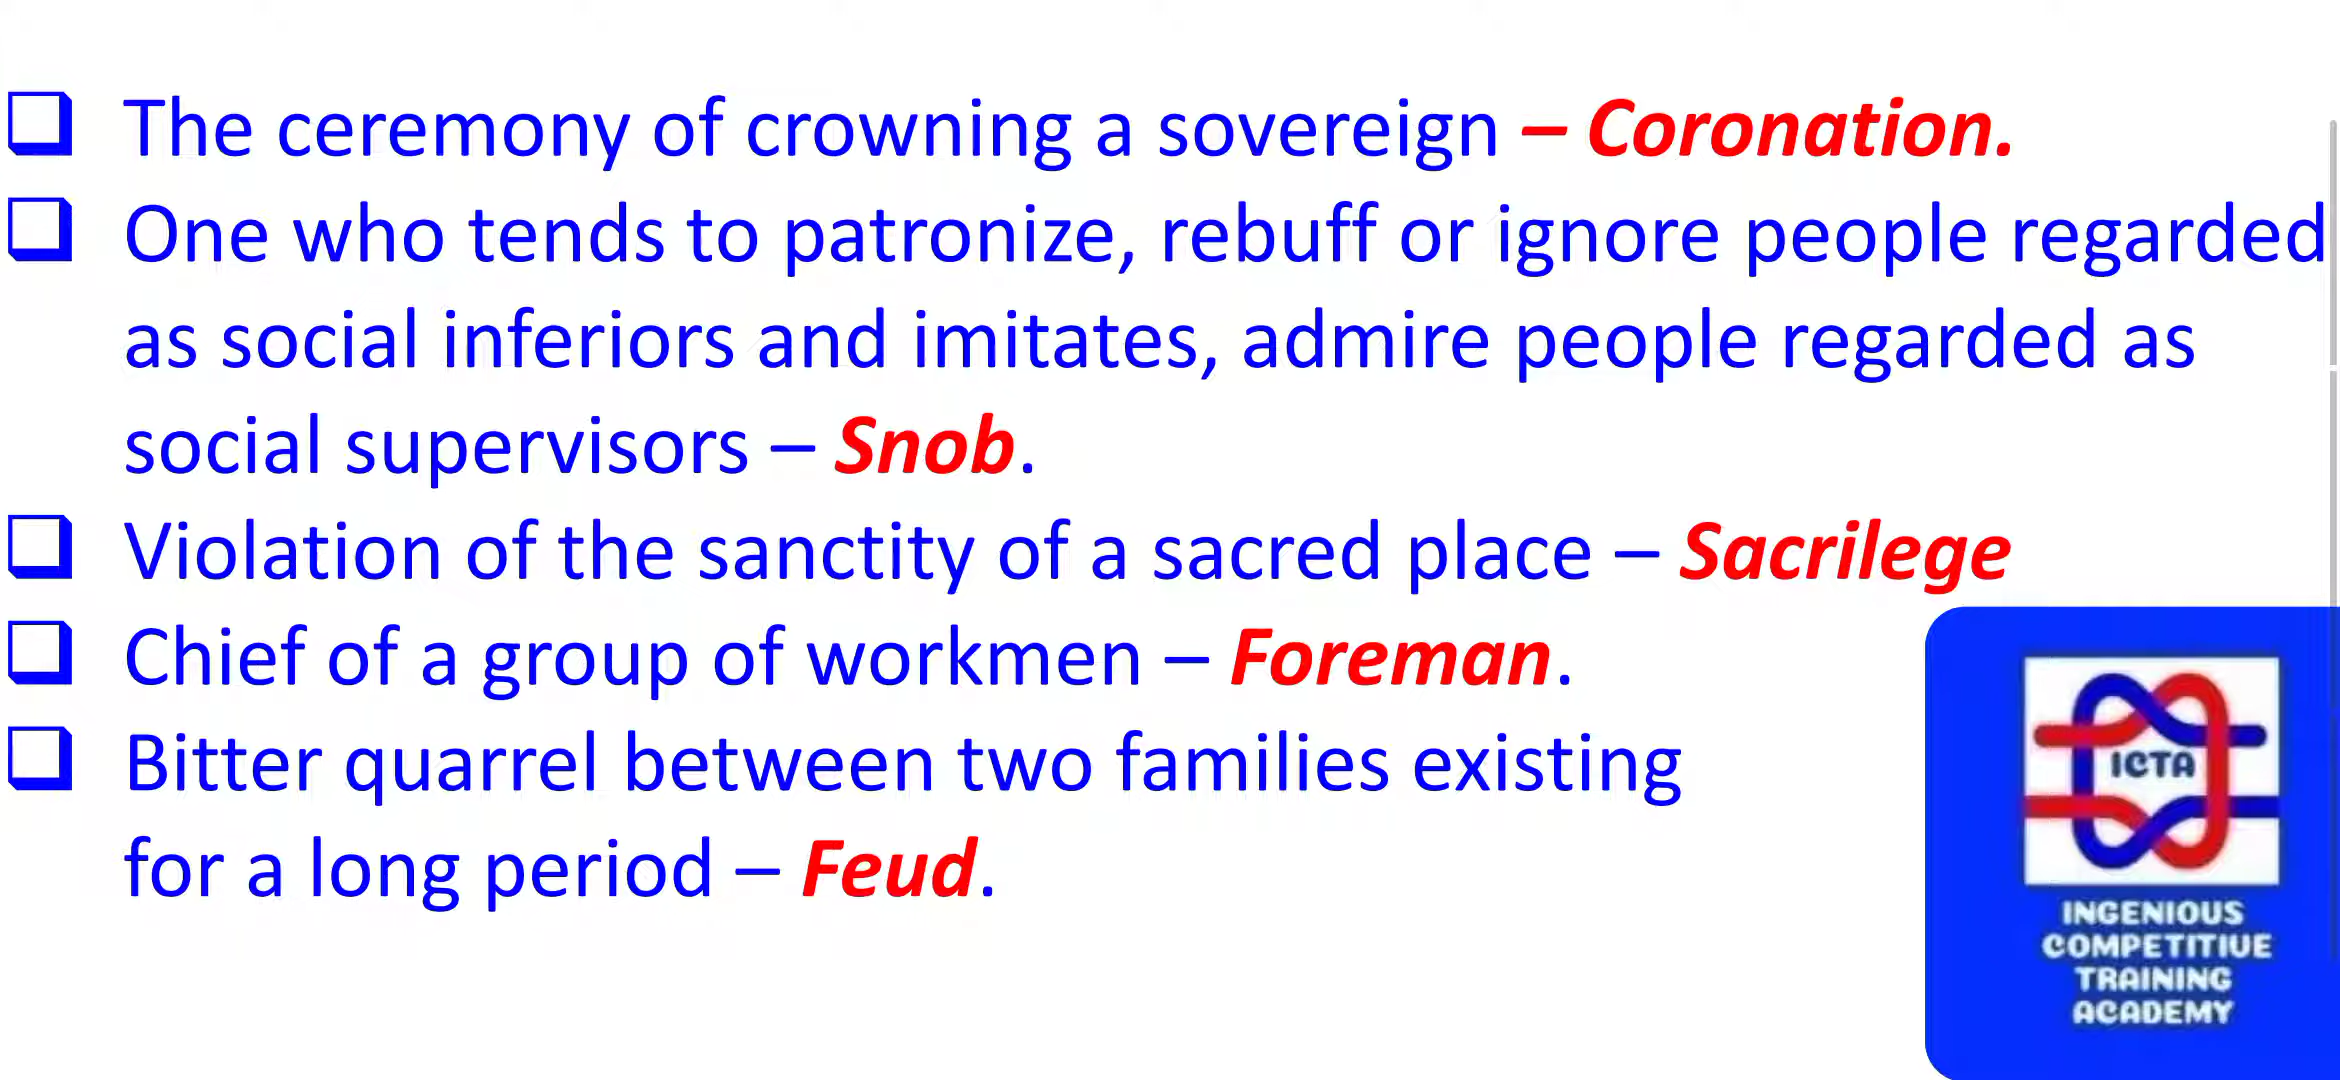 ❑ The ceremony of crowning a sovereign – Coronation.
❑ One who tends to patronize, rebuff or ignore people regarded
as social inferiors and imitates, admire people regarded as
social supervisors – Snob.
❑ Violation of the sanctity of a sacred place – Sacrilege
❑ Chief of a group of workmen – Foreman.
❑ Bitter quarrel between two families existing
for a long period – Feud.
ICTA
INGENIOUS
COMPETITIVE
TRAINING
ACADEMY